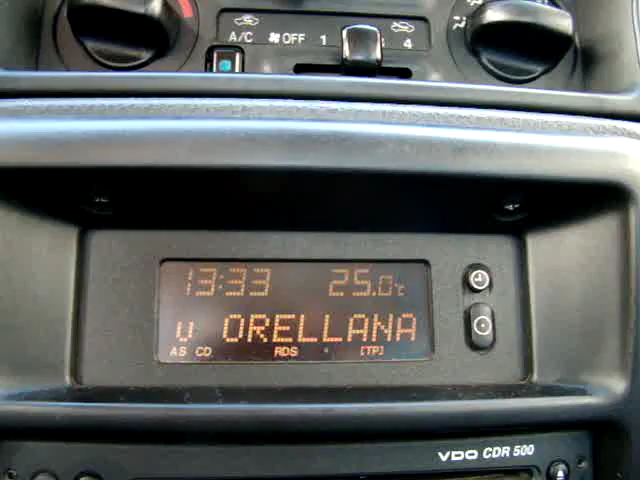 A/C OFF 1 4
13:33 25.0°C
U ORELLANA
AS CD RDS [TP]
VDO CDR 500